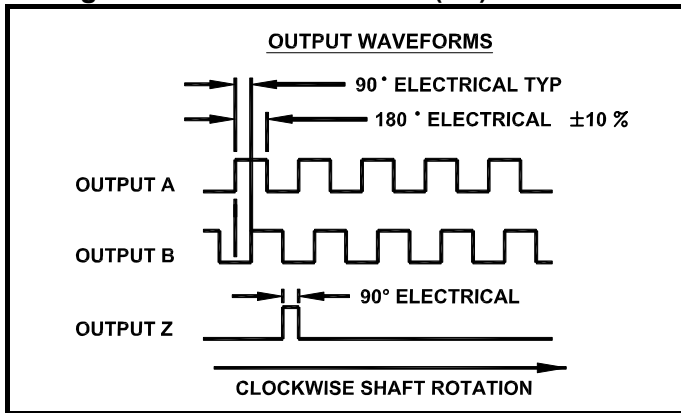 OUTPUT WAVEFORMS
90° ELECTRICAL TYP
180° ELECTRICAL ±10 %
OUTPUT A
OUTPUT B
90° ELECTRICAL
OUTPUT Z
CLOCKWISE SHAFT ROTATION